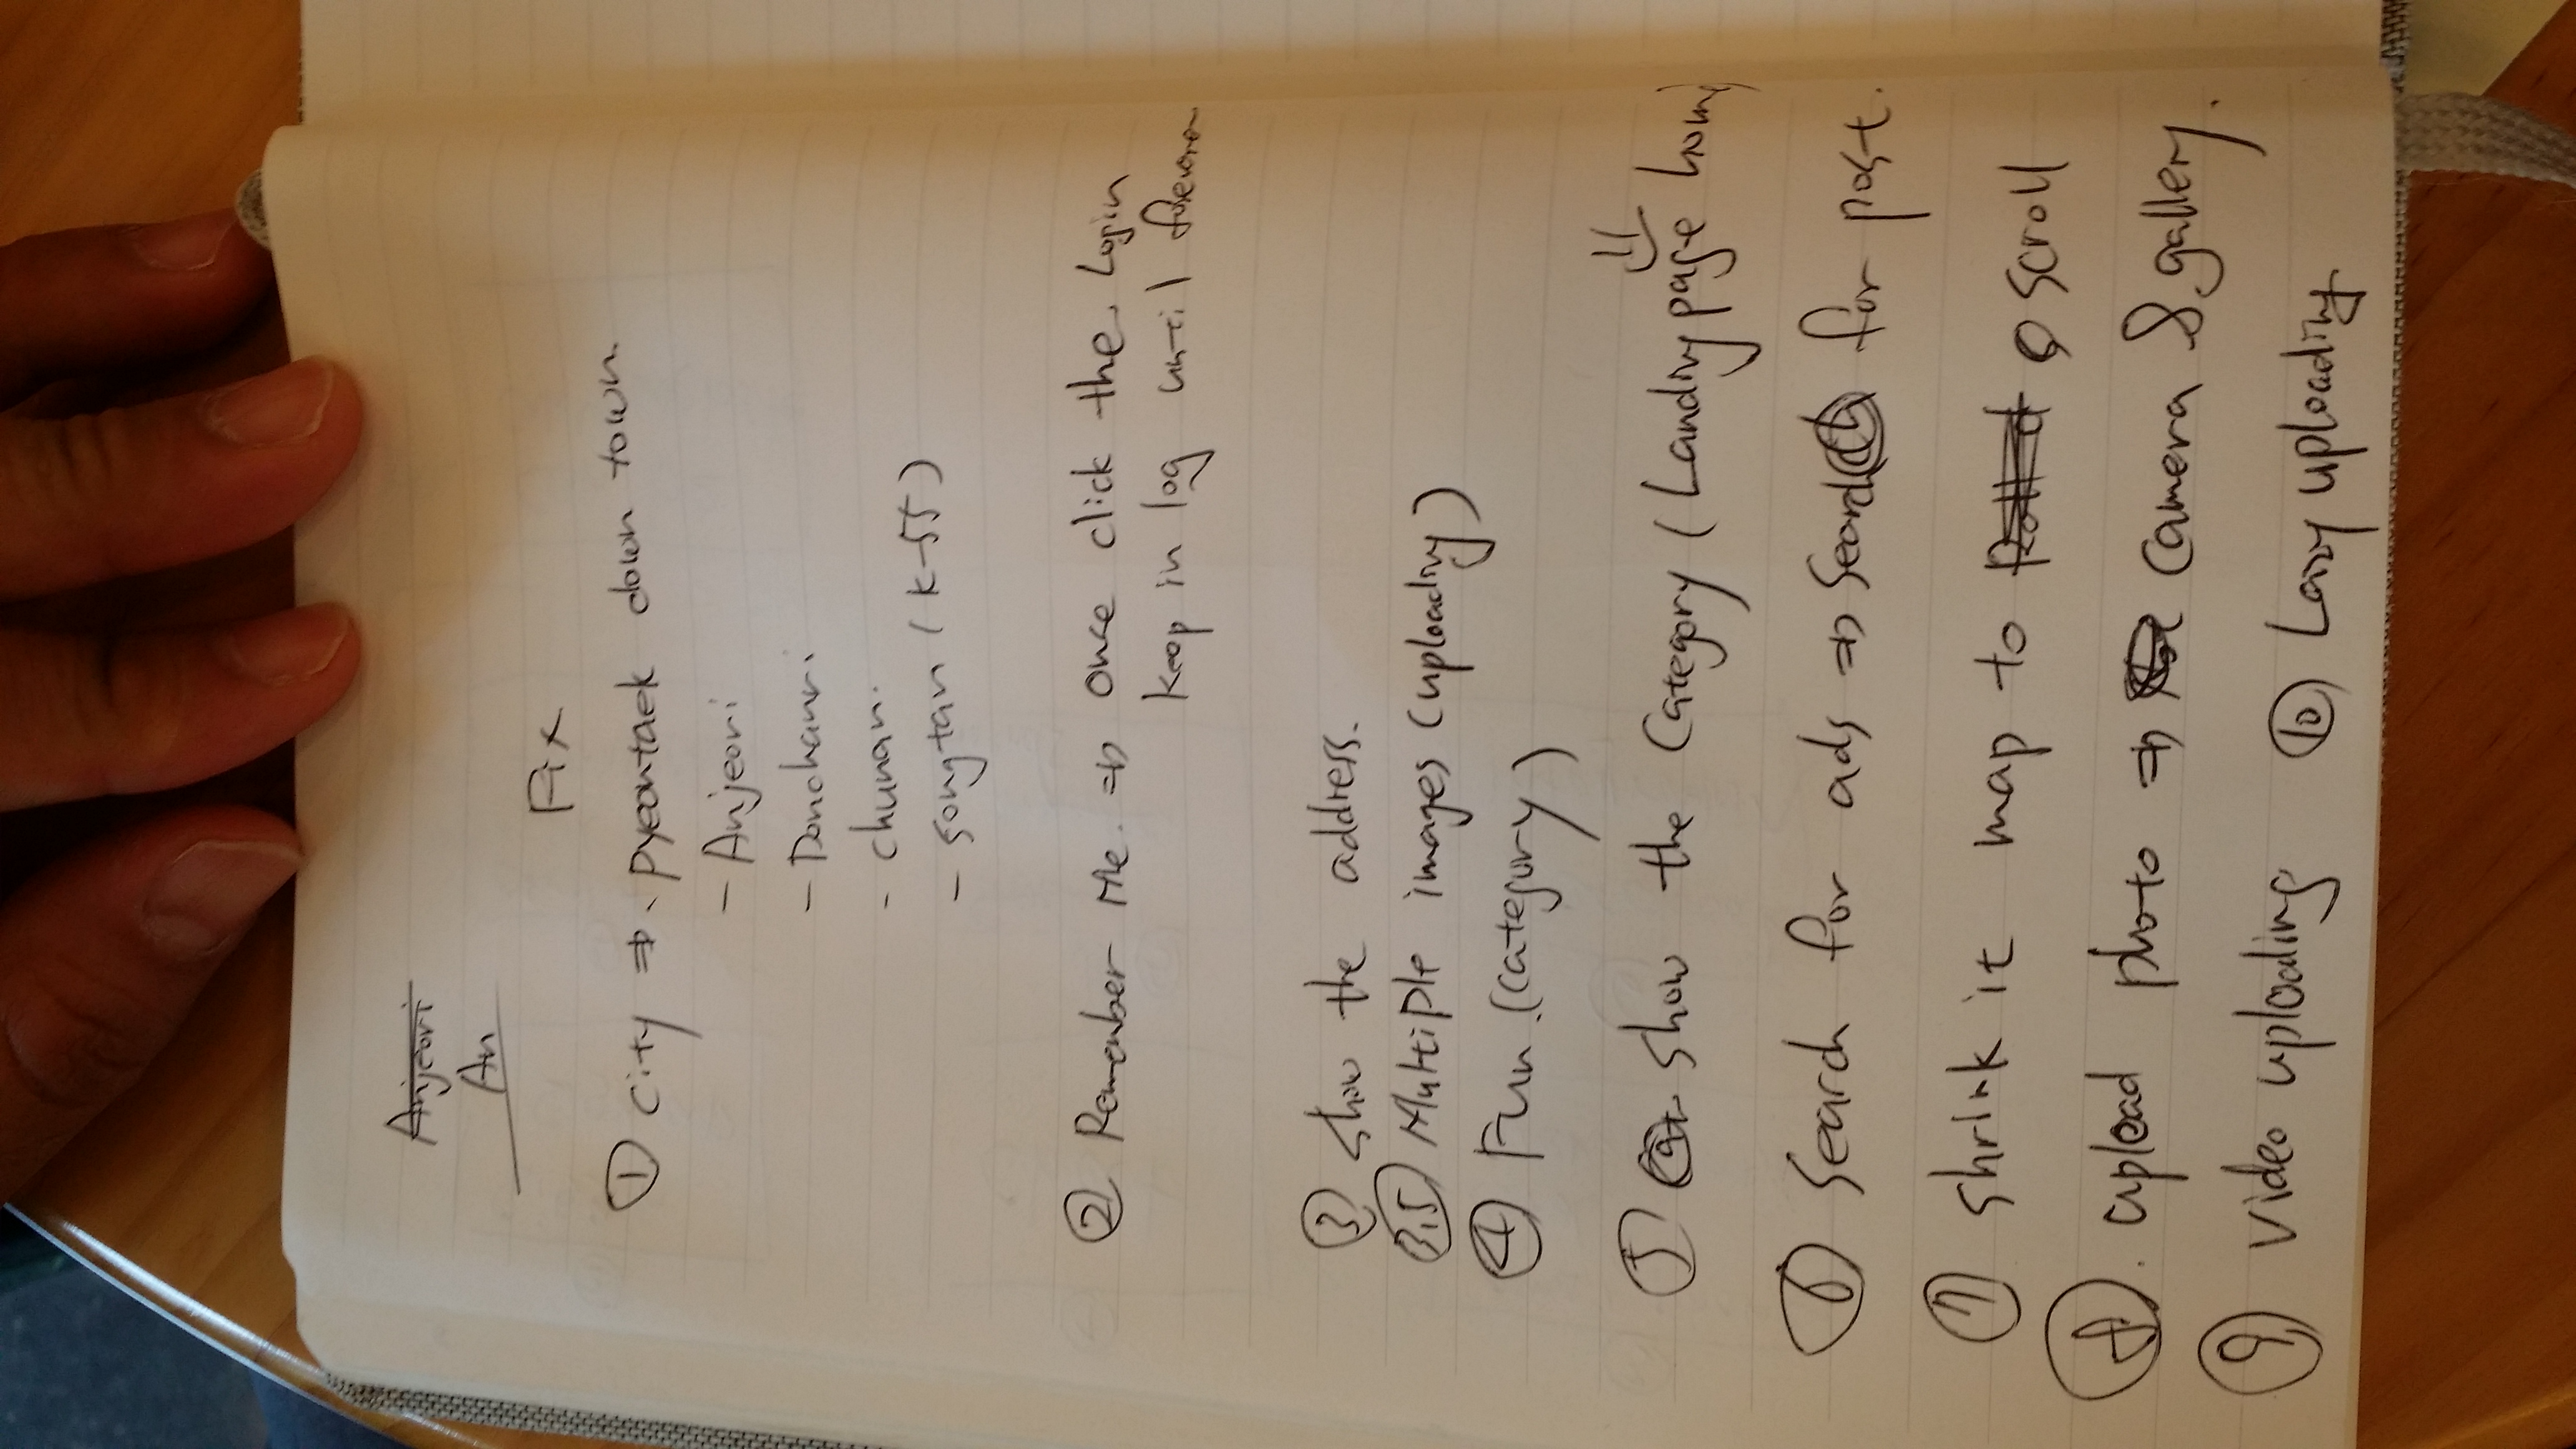 Anjeori
An
Fix
① city ⇒ . pyeontaek down town.
- Anjeori
- Donchanri
- chunan.
- songtan (K-55)
② Remember Me. ⇒ once click the Login
keep in log until forever
③ show the address.
3.5 Multiple images (uploading)
④ Fun. (category)
⑤ show the Category (Landing page home)
⑥ Search for ads ⇒ Search for post.
⑦ shrink it map to scroll
⑧. upload photo ⇒ camera & gallery.
⑨ video uploading ⑩ Lazy uploading